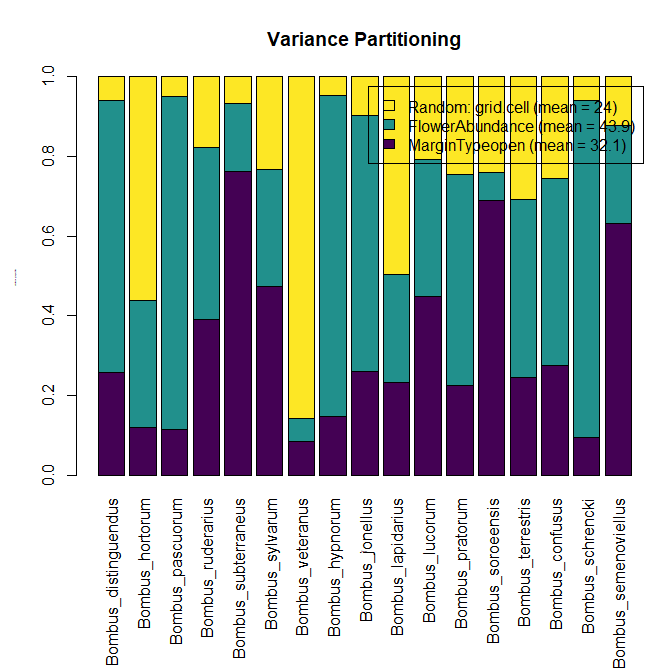 Variance Partitioning
1.0
0.8
0.6
0.4
0.2
0.0
Random: grid.cell (mean = 24)
FlowerAbundance (mean = 43.9)
MarginTypeopen (mean = 32.1)
Bombus_distinguendus
Bombus_hortorum
Bombus_pascuorum
Bombus_ruderarius
Bombus_subterraneus
Bombus_sylvarum
Bombus_veteranus
Bombus_hypnorum
Bombus_jonellus
Bombus_lapidarius
Bombus_lucorum
Bombus_pratorum
Bombus_soroeensis
Bombus_terrestris
Bombus_confusus
Bombus_schrencki
Bombus_semenoviellus